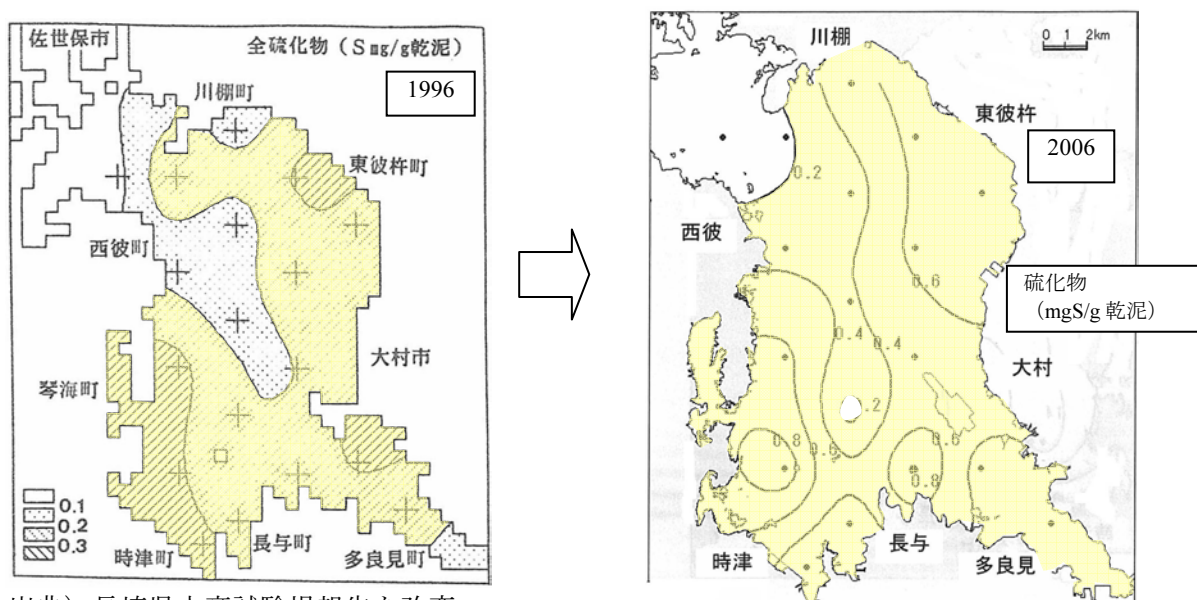 佐世保市
全硫化物（Smg/g乾泥）
1996
川棚町
東彼杵町
西彼町
大村市
琴海町
0.1
0.2
0.3
時津町
長与町
多良見町
川棚
0 1 2km
東彼杵
2006
0.2
西彼
硫化物
（mgS/g 乾泥）
0.6
0.4
0.4
大村
.2
0.8
0.6
0.6
0.8
時津
長与
多良見